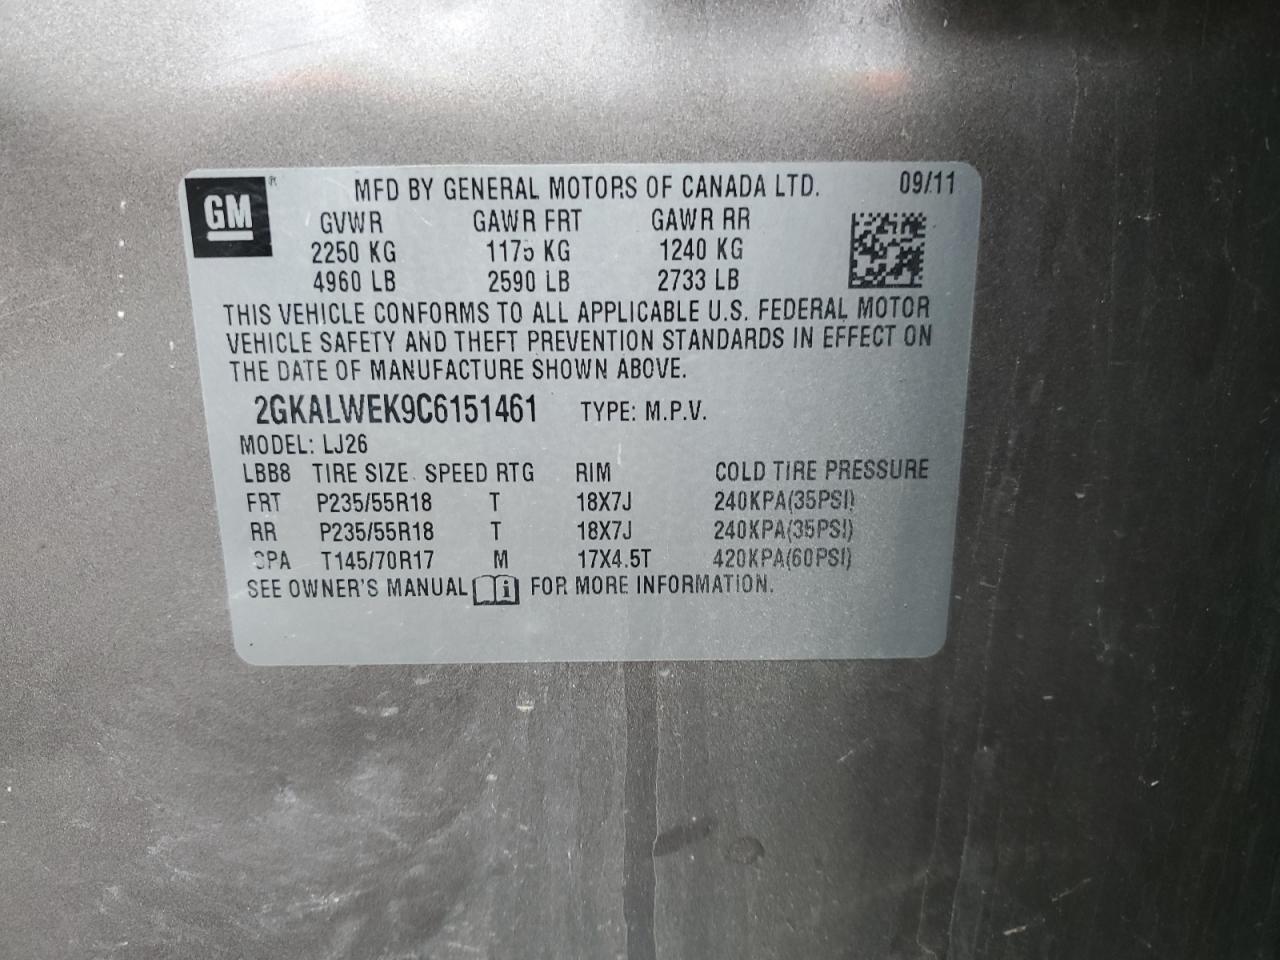 GM ® MFD BY GENERAL MOTORS OF CANADA LTD. 09/11
GVWR GAWR FRT GAWR RR
2250 KG 1175 KG 1240 KG
4960 LB 2590 LB 2733 LB
THIS VEHICLE CONFORMS TO ALL APPLICABLE U.S. FEDERAL MOTOR
VEHICLE SAFETY AND THEFT PREVENTION STANDARDS IN EFFECT ON
THE DATE OF MANUFACTURE SHOWN ABOVE.
2GKALWEK9C6151461 TYPE: M.P.V.
MODEL: LJ26
LBB8 TIRE SIZE SPEED RTG RIM COLD TIRE PRESSURE
FRT P235/55R18 T 18X7J 240KPA(35PSI)
RR P235/55R18 T 18X7J 240KPA(35PSI)
SPA T145/70R17 M 17X4.5T 420KPA(60PSI)
SEE OWNER'S MANUAL i FOR MORE INFORMATION.